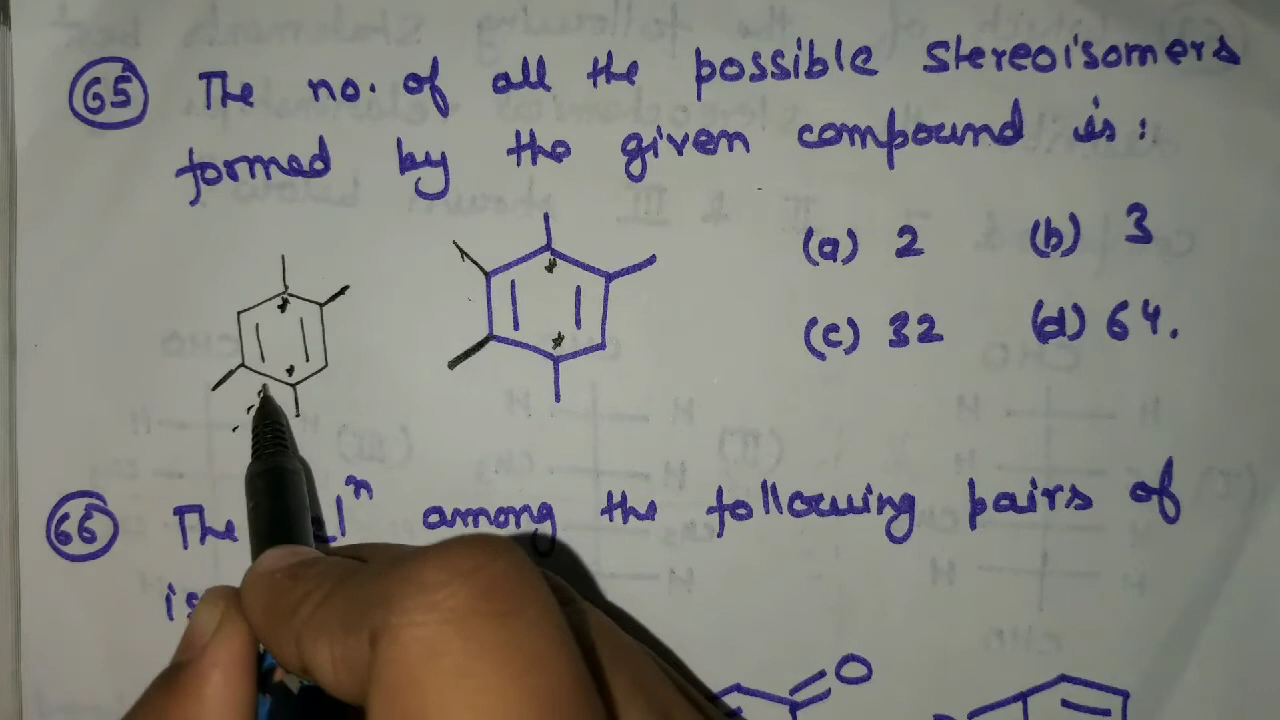 65 The no. of all the possible stereoisomers
formed by the given compound is:
(a) 2 (b) 3
(c) 32 (d) 64.
66 The among the following pairs of
is
O